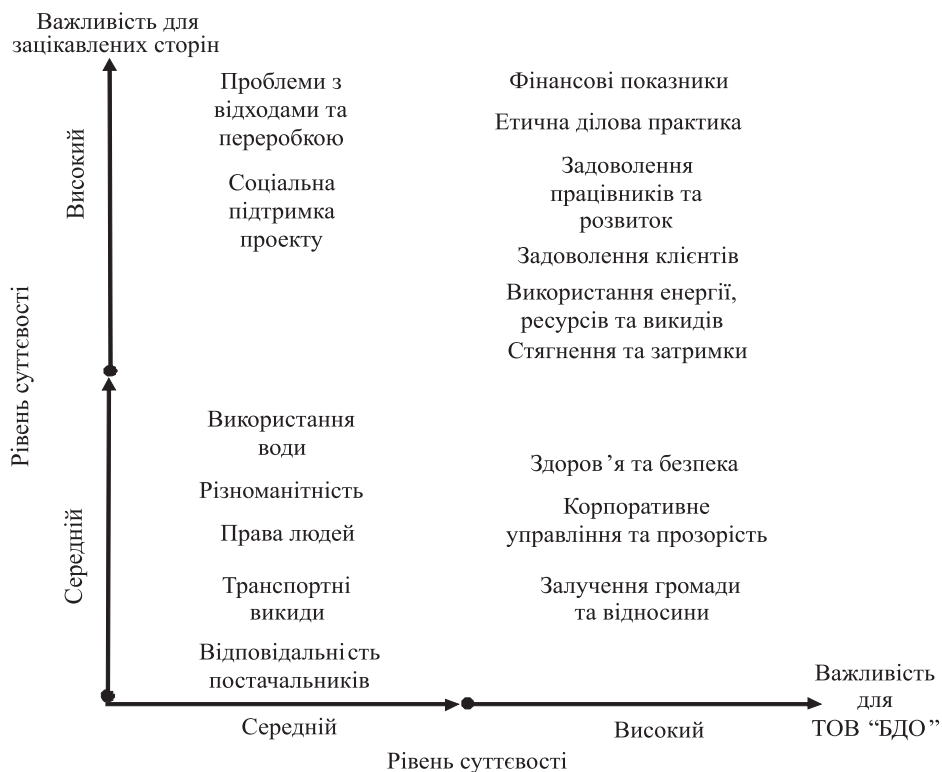 Важливість для
зацікавлених сторін
Проблеми з
відходами та
переробкою
Соціальна
підтримка
проекту
Фінансові показники
Етична ділова практика
Задоволення
працівників та
розвиток
Задоволення клієнтів
Використання енергії,
ресурсів та викидів
Стягнення та затримки
Високий
Рівень суттєвості
Середній
Використання
води
Різноманітність
Права людей
Транспортні
викиди
Відповідальність
постачальників
Здоров’я та безпека
Корпоративне
управління та прозорість
Залучення громади
та відносини
Середній
Високий
Важливість
для
ТОВ “БДО”
Рівень суттєвості